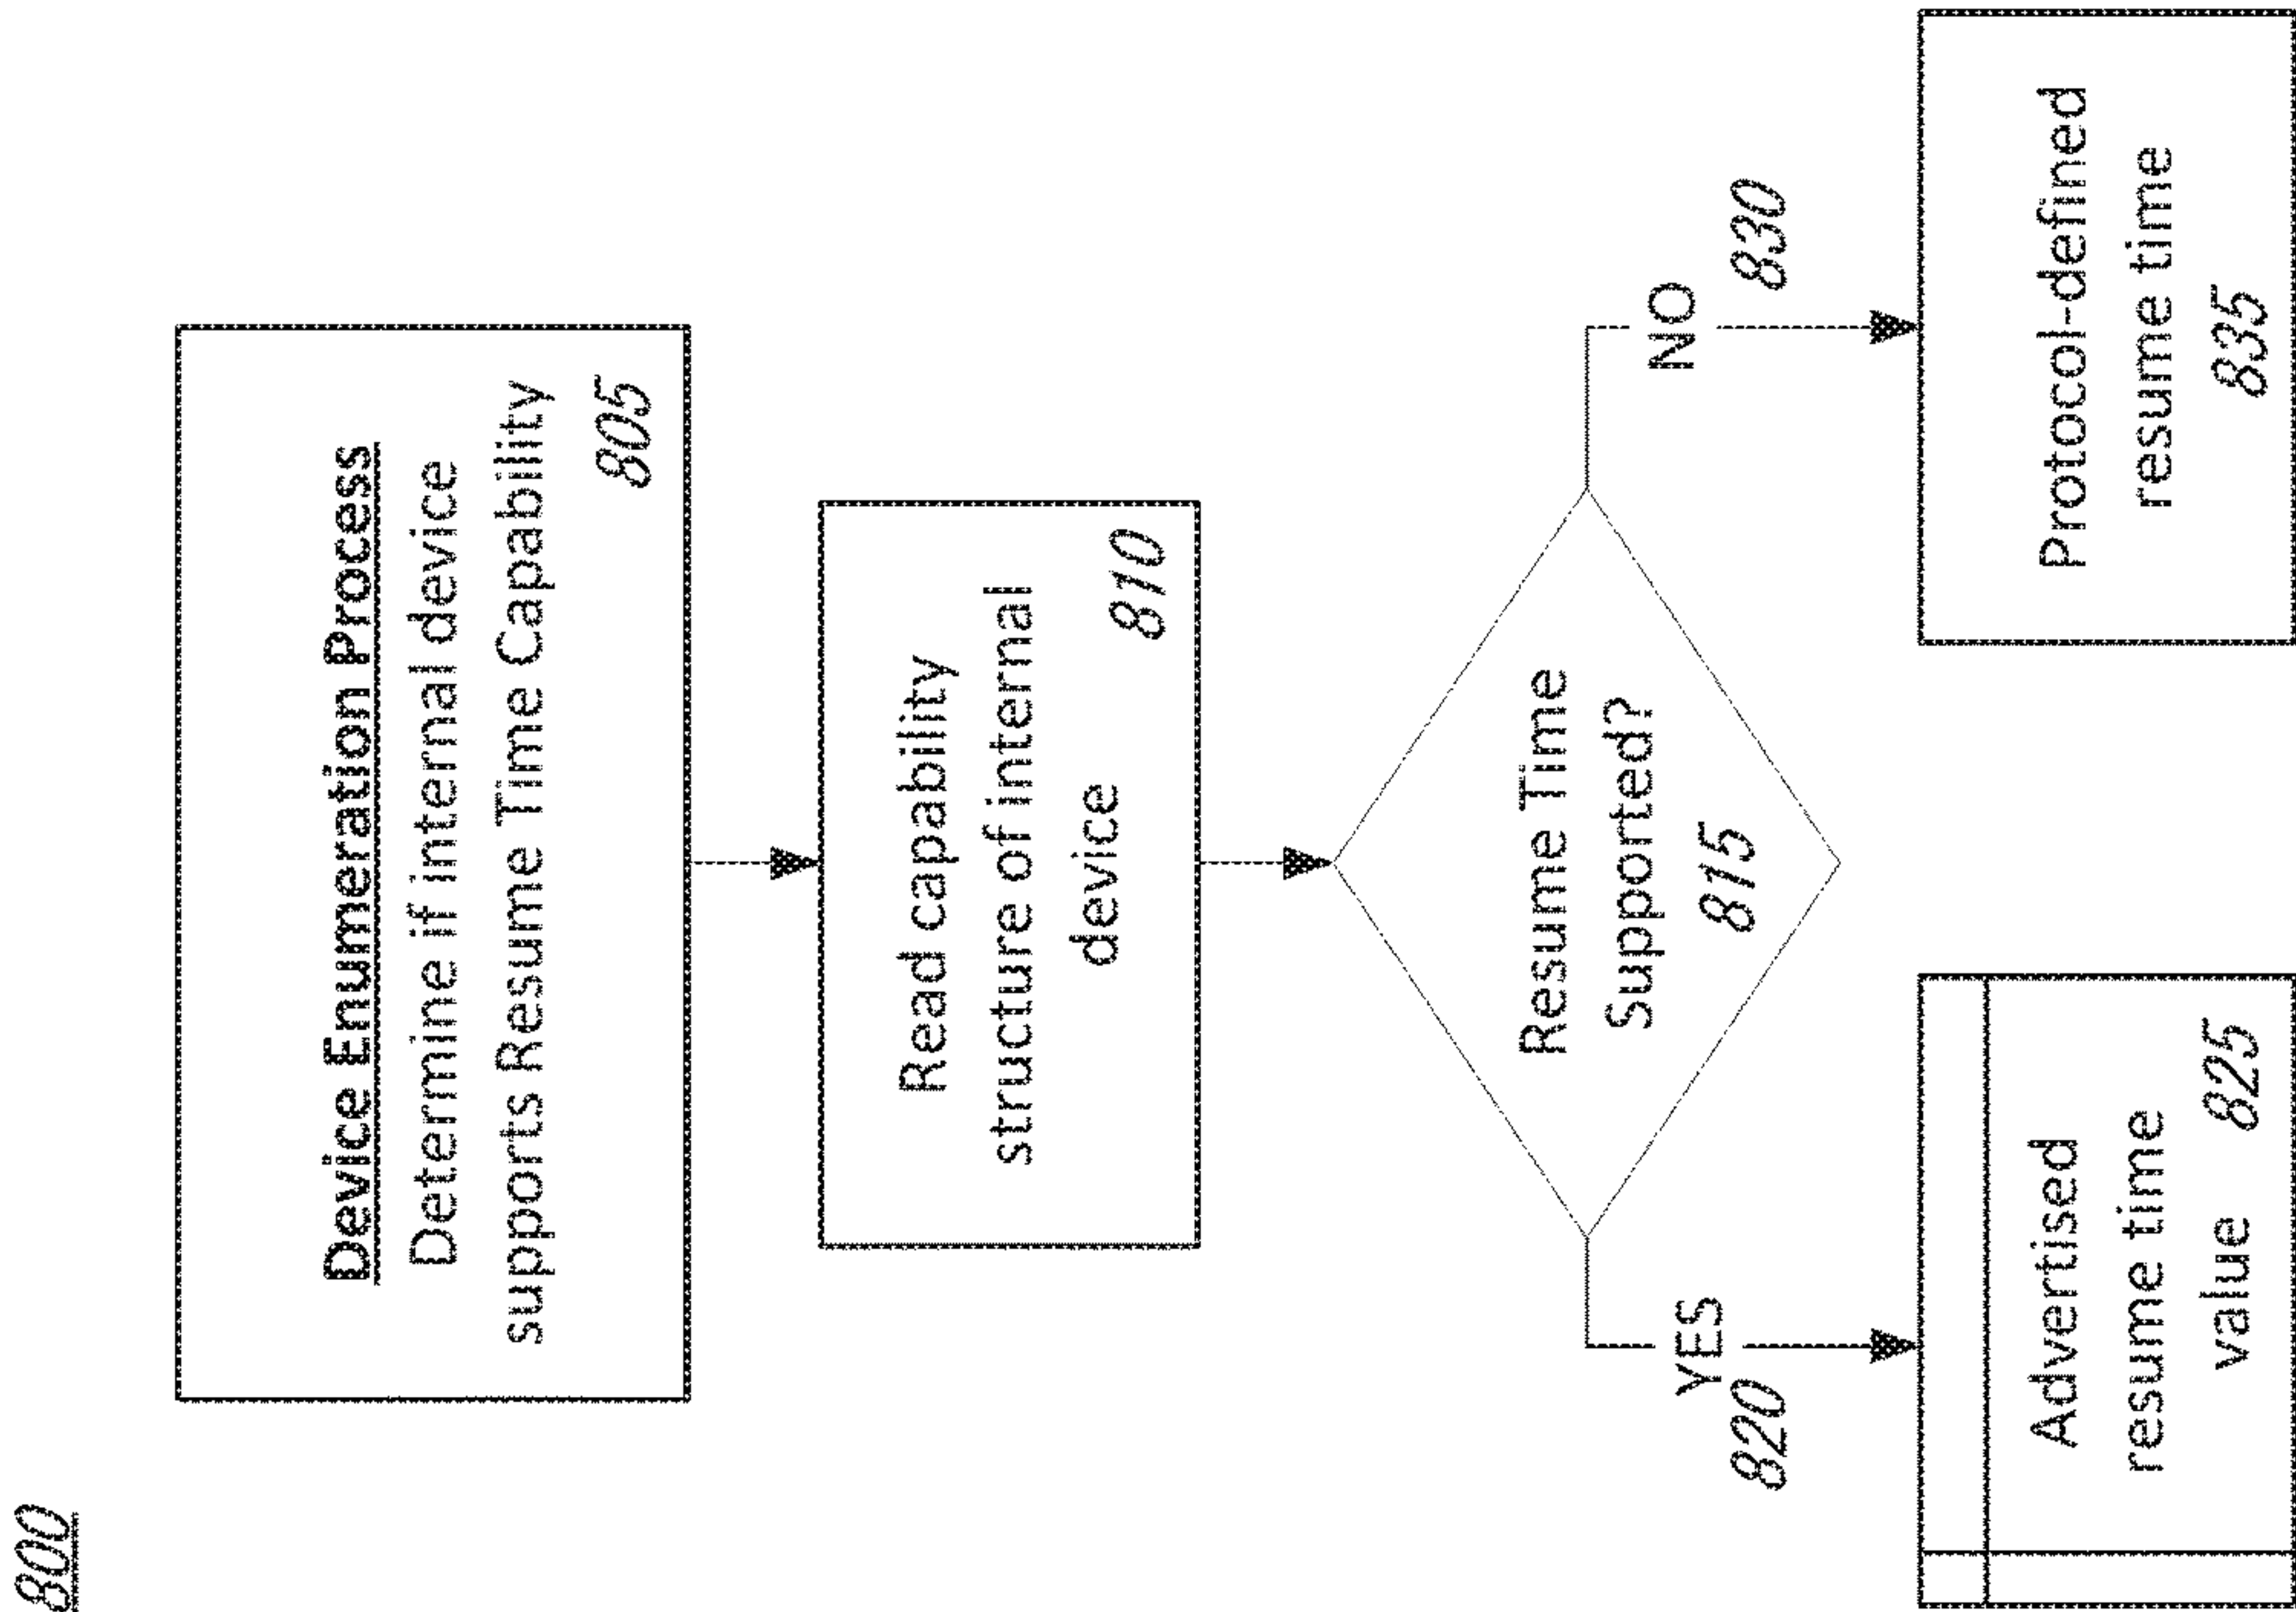 800
Device Enumeration Process
Determine if internal device
supports Resume Time Capability
805
Read capability
structure of internal
device
810
Resume Time
Supported?
815
YES
820
NO
830
Advertised
resume time
value 825
Protocol-defined
resume time
835